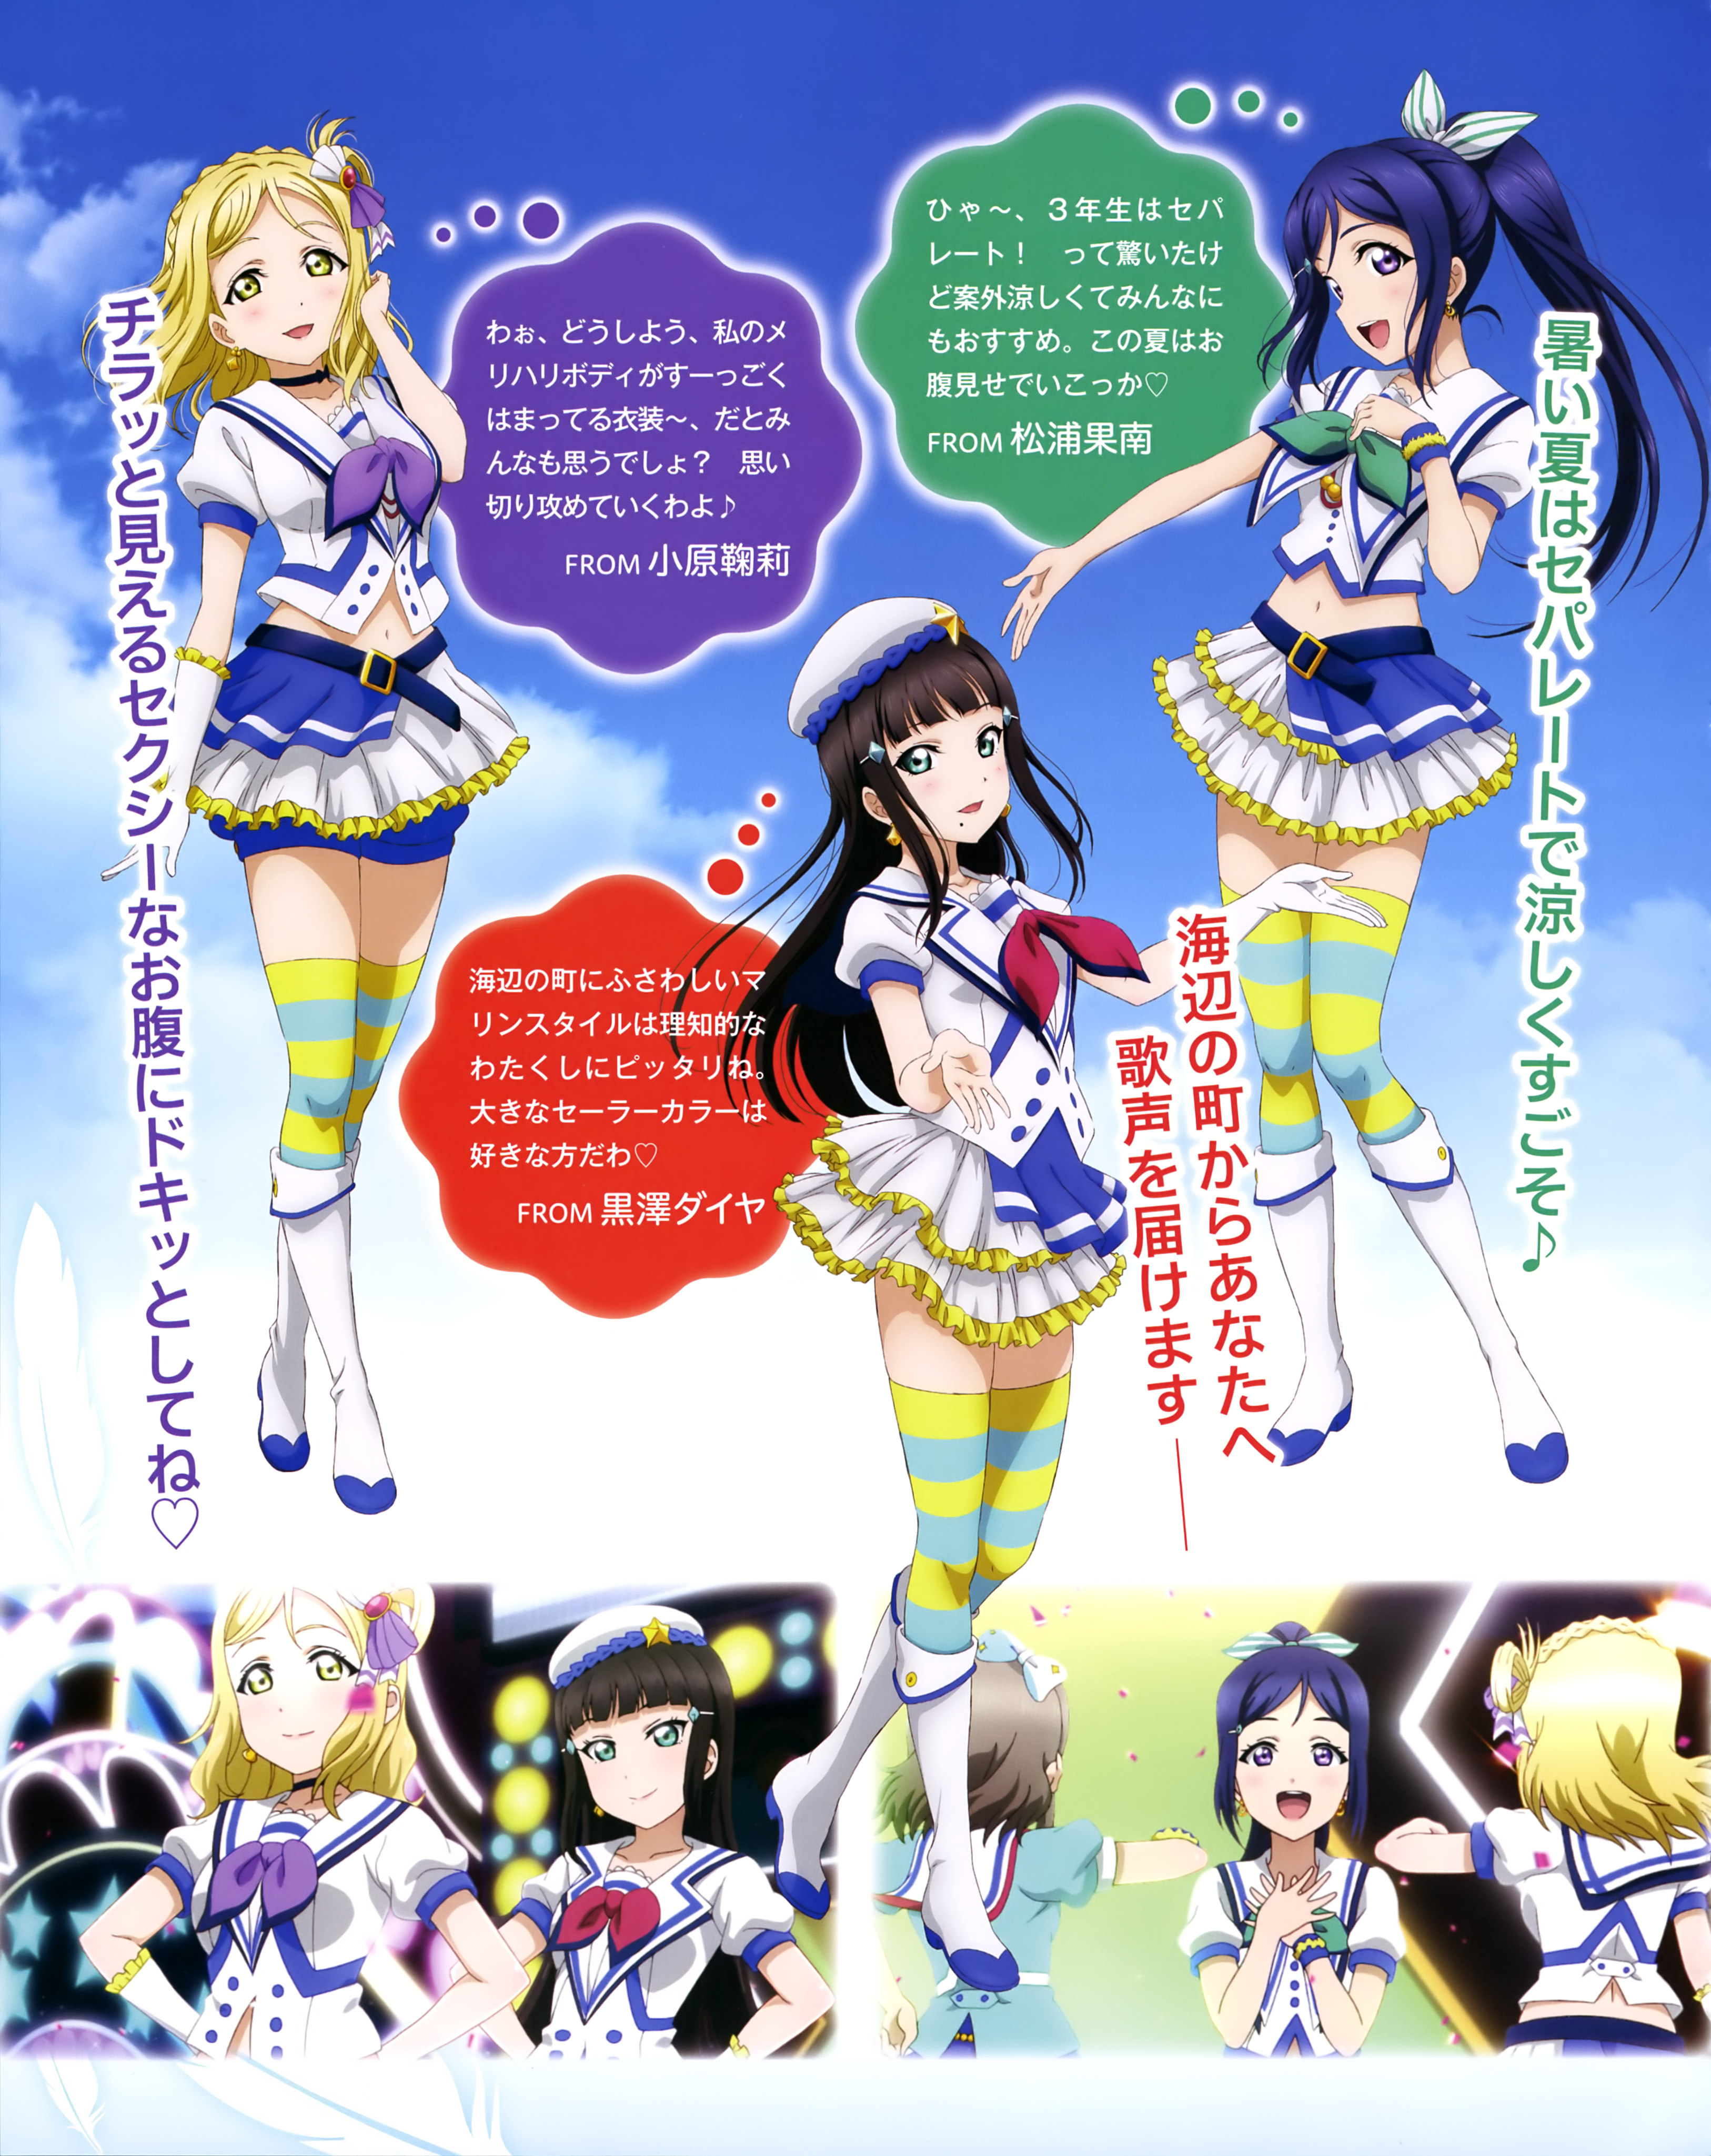 暑い夏はセパレートで涼しくすごそ♪
ひゃ～、３年生はセパ
レート！　って驚いたけ
ど案外涼しくてみんなに
もおすすめ。この夏はお
腹見せでいこっか♡
FROM 松浦果南
わぉ、どうしよう、私のメ
リハリボディがすーっごく
はまってる衣装～、だとみ
んなも思うでしょ？　思い
切り攻めていくわよ♪
FROM 小原鞠莉
チラッと見えるセクシーなお腹にドキッとしてね♡
海辺の町からあなたへ
歌声を届けます――
海辺の町にふさわしいマ
リンスタイルは理知的な
わたくしにピッタリね。
大きなセーラーカラーは
好きな方だわ♡
FROM 黒澤ダイヤ